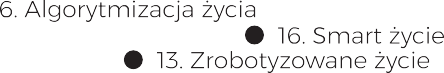 6. Algorytmizacja życia
● 16. Smart życie
● 13. Zrobotyzowane życie